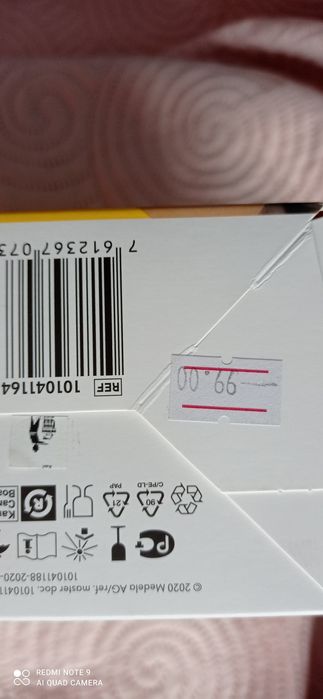 © 2020 Medela AG/ref. master doc. 1010411
101041188-2020-
PC
90
C/PE-LD
21
PAP
R
99.00
REF 101041164
7 612367 073
REDMI NOTE 9
AI QUAD CAMERA